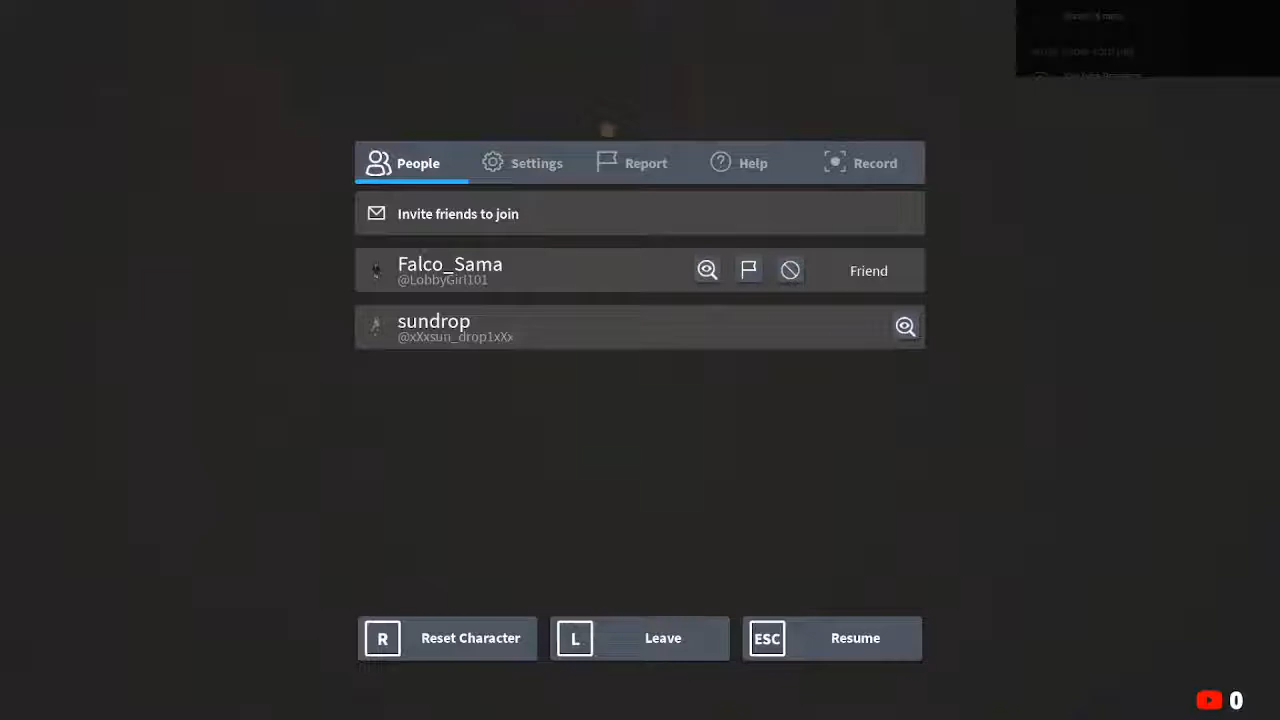 People
Settings
Report
Help
Record
Invite friends to join
Falco_Sama
@LobbyGirl101
Friend
sundrop
@xXxsun_drop1xXx
R Reset Character
L Leave
ESC Resume
0